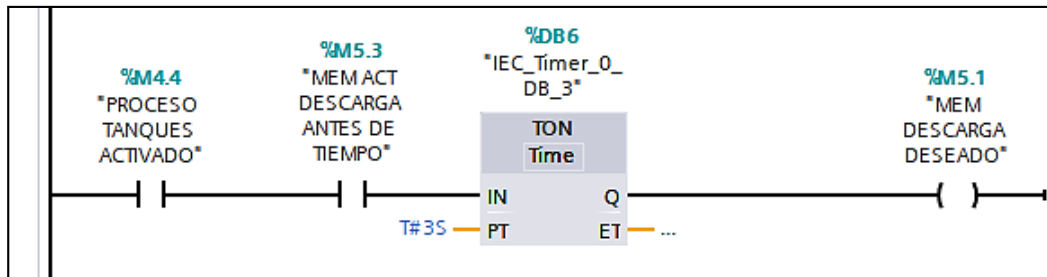 %M4.4
"PROCESO
TANQUES
ACTIVADO"
%M5.3
"MEM ACT
DESCARGA
ANTES DE
TIEMPO"
%DB6
"IEC_Timer_0_
DB_3"
TON
Time
IN
Q
T#3S
PT
ET
...
%M5.1
"MEM
DESCARGA
DESEADO"